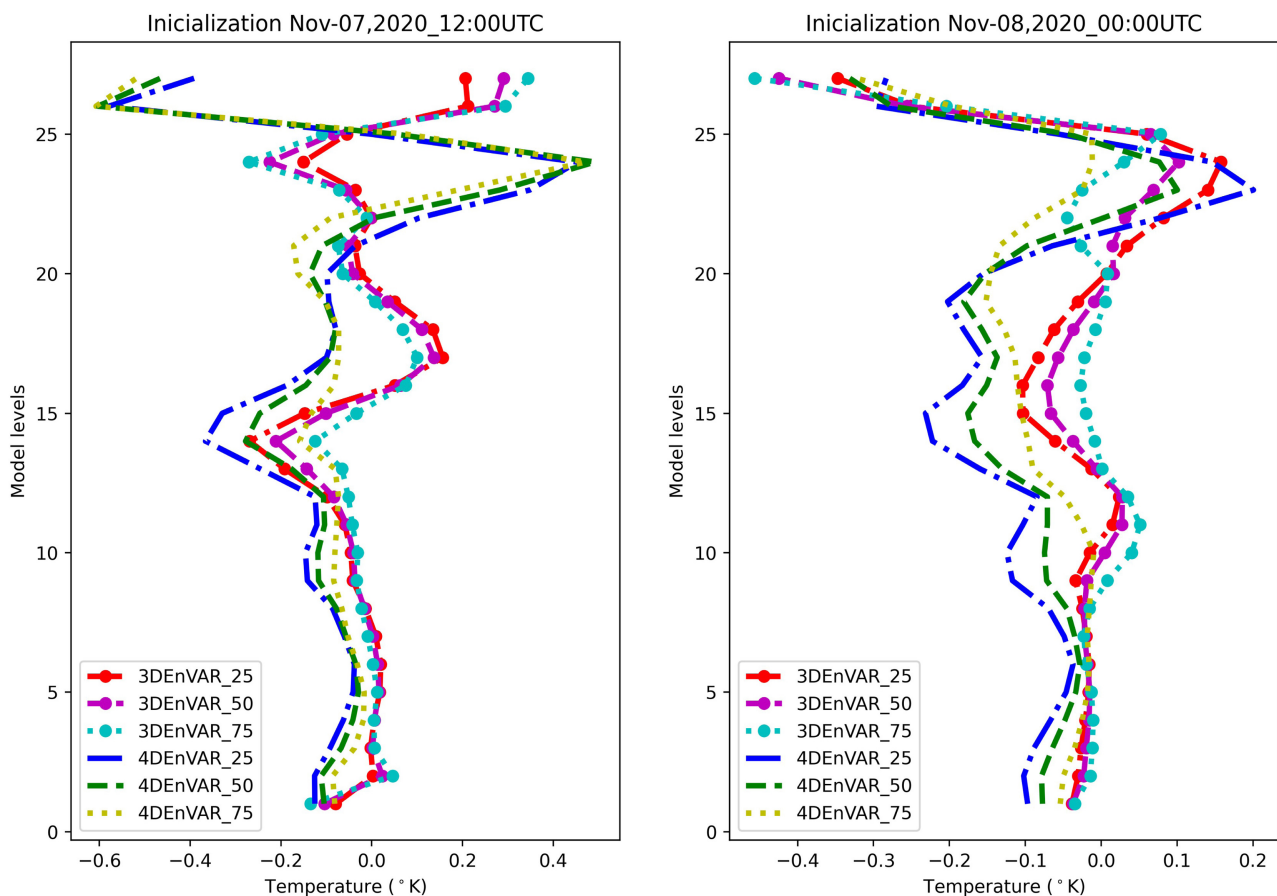 Inicialization Nov-07,2020_12:00UTC
Model levels
25
20
15
10
5
0
3DEnVAR_25
3DEnVAR_50
3DEnVAR_75
4DEnVAR_25
4DEnVAR_50
4DEnVAR_75
−0.6 −0.4 −0.2 0.0 0.2 0.4
Temperature (°K)
Inicialization Nov-08,2020_00:00UTC
Model levels
25
20
15
10
5
0
3DEnVAR_25
3DEnVAR_50
3DEnVAR_75
4DEnVAR_25
4DEnVAR_50
4DEnVAR_75
−0.4 −0.3 −0.2 −0.1 0.0 0.1 0.2
Temperature (°K)